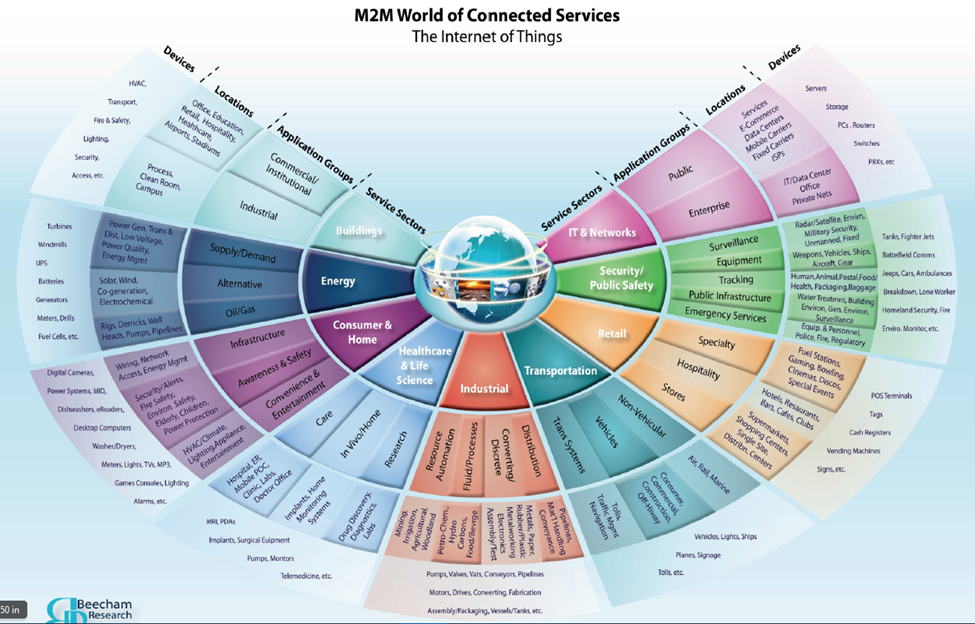 M2M World of Connected Services
The Internet of Things
Devices
Locations
Application Groups
Service Sectors
HVAC,
Transport,
Fire & Safety,
Lighting,
Security,
Access, etc.
Office, Education,
Retail, Hospitality,
Healthcare,
Airports, Stadiums
Process,
Clean Room,
Campus
Commercial/
Institutional
Industrial
Buildings
Turbines
Windmills
UPS
Batteries
Generators
Meters, Drills
Fuel Cells, etc.
Power Gen, Trans &
Dist, Low Voltage,
Power Quality,
Energy Mgmt
Solar, Wind,
Co-generation,
Electrochemical
Rigs, Derricks, Well
Heads, Pumps, Pipelines
Supply/Demand
Alternative
Oil/Gas
Energy
Digital Cameras,
Power Systems, MID,
Dishwashers, eReaders,
Desktop Computers
Washer/Dryers,
Meters, Lights, TVs, MP3,
Games Consoles, Lighting
Alarms, etc.
Wiring, Network
Access, Energy Mgmt
Security/Alerts,
Fire Safety,
Environ. Safety,
Elderly, Children,
Power Protection
HVAC/Climate,
Lighting,Appliance,
Entertainment
Infrastructure
Awareness & Safety
Convenience &
Entertainment
Consumer &
Home
MRI, PDAs
Implants, Surgical Euipment
Pumps, Montors
Telemedicine, etc.
Hospital, ER,
Mobile POC,
Clinic, Labs,
Doctor Office
Implants, Home
Monitoring
Systems
Drug Discovery,
Diagnostics,
Labs
Care
In Vivo/Home
Research
Healthcare
& Life
Science
Industrial
Resource
Automation
Fluid/Processes
Converting/
Discrete
Distribution
Mining,
Irrigation,
Agricultural,
Woodland
Petro-Chem,
Hydro
Carbons,
Food/Bevrge
Metals, Paper,
Rubber/Plastic
Metalworking
Electronics
Assembly/Test
Pipelines,
Mat'l Handling
Conveyance
Pumps, Valves, Vats, Conveyors, Pipelines
Motors, Drives, Converting, Fabrication
Assembly/Packaging, Vessels/Tanks, etc.
Transportation
Trans Systems
Vehicles
Non-Vehicular
Tolls,
Traffic Mgmt
Navigation
Consumer
Commercial,
Construction,
Off-Hiway
Air, Rail, Marine
Vehicles, Lights, Ships
Planes, Signage
Tolls, etc.
Retail
Specialty
Hospitality
Stores
Fuel Stations,
Gaming, Bowling,
Cinemas, Discos,
Special Events
Hotels, Resaurants,
Bars, Cafes, Clubs
Supermarkets,
Shopping Centers,
Single Site,
Distribn, Centers
POS Terminals
Tags
Cash Registers
Vending Machines
Signs, etc.
Security/
Public Safety
Surveillance
Equipment
Tracking
Public Infrastructure
Emergency Services
Radar/Satellite, Environ,
Millitary Security,
Unmanned, Fixed
Weapons, Vehicles, Ships,
Aircraft, Gear
Human,Animal,Postal,Food/
Health, Packaging,Baggage
Water Treatmnt, Building
Environ, Gen. Environ,
Surveillance
Equip. & Personnel,
Police, Fire, Regulatory
Tanks, Fighter Jets
Battelfield Comms
Jeeps, Cars, Ambulances
Breakdown, Lone Worker
Homeland Security, Fire
Enviro. Monitor, etc.
IT & Networks
Public
Enterprise
Services
E-Commerce
Data Centers
Mobile Carriers
Fixed Carriers
ISPs
IT/Data Center
Office
Private Nets
Servers
Storage
PCs , Routers
Switches
PBXs, etc
Service Sectors
Application Groups
Locations
Devices
50 in
Beecham
Research